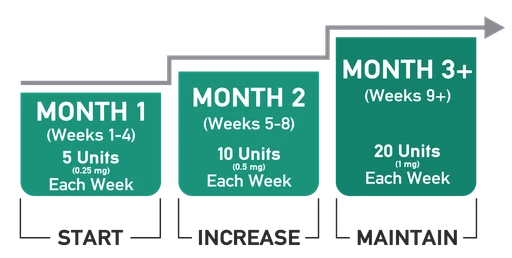 MONTH 1
(Weeks 1-4)
5 Units
(0.25 mg)
Each Week
START
MONTH 2
(Weeks 5-8)
10 Units
(0.5 mg)
Each Week
INCREASE
MONTH 3+
(Weeks 9+)
20 Units
(1 mg)
Each Week
MAINTAIN